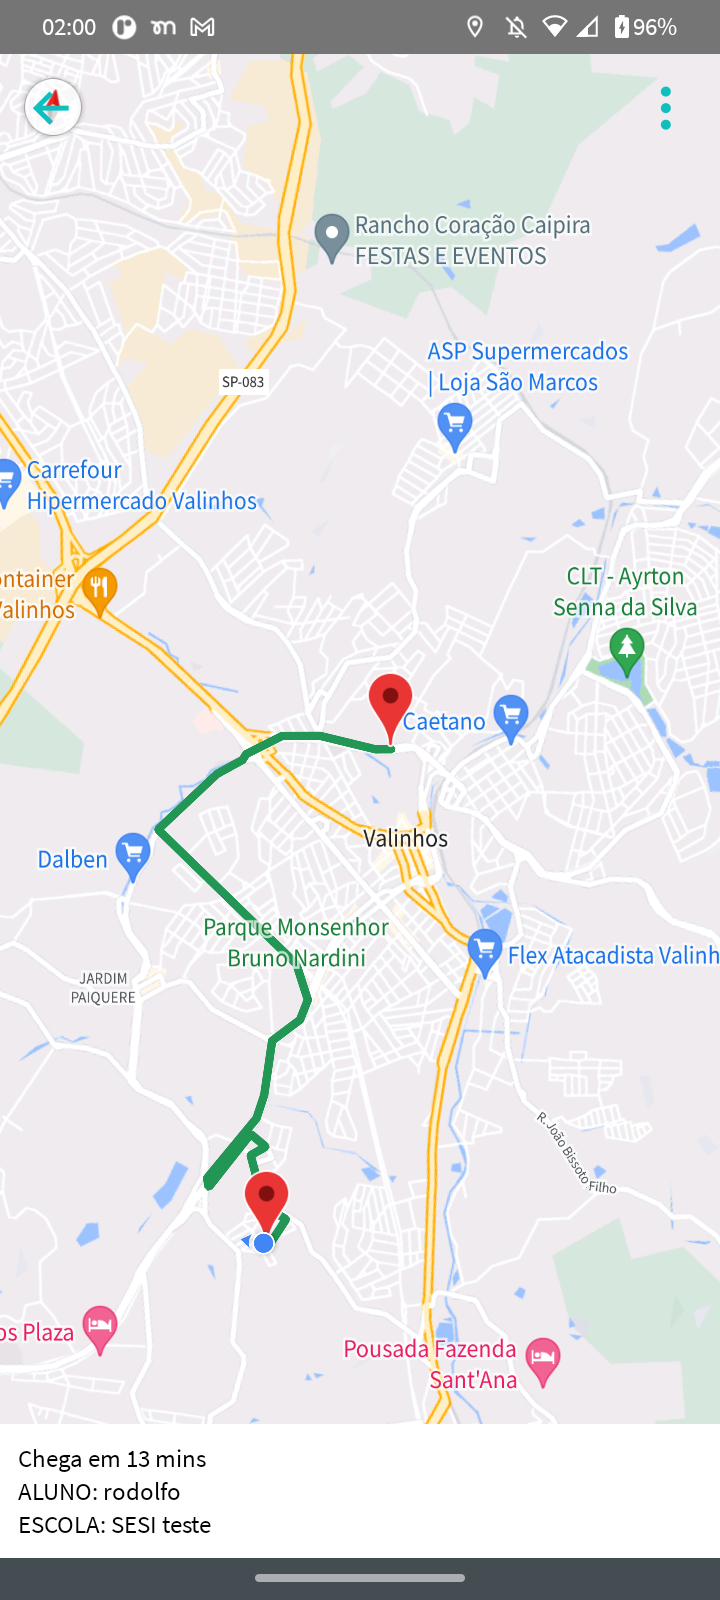 02:00
96%
Rancho Coração Caipira
FESTAS E EVENTOS
ASP Supermercados
| Loja São Marcos
SP-083
Carrefour
Hipermercado Valinhos
CLT - Ayrton
Senna da Silva
ontainer
Valinhos
Caetano
Valinhos
Dalben
Parque Monsenhor
Bruno Nardini
Flex Atacadista Valinh
JARDIM
PAIQUERE
R. João Bissoto Filho
os Plaza
Pousada Fazenda
Sant'Ana
Chega em 13 mins
ALUNO: rodolfo
ESCOLA: SESI teste